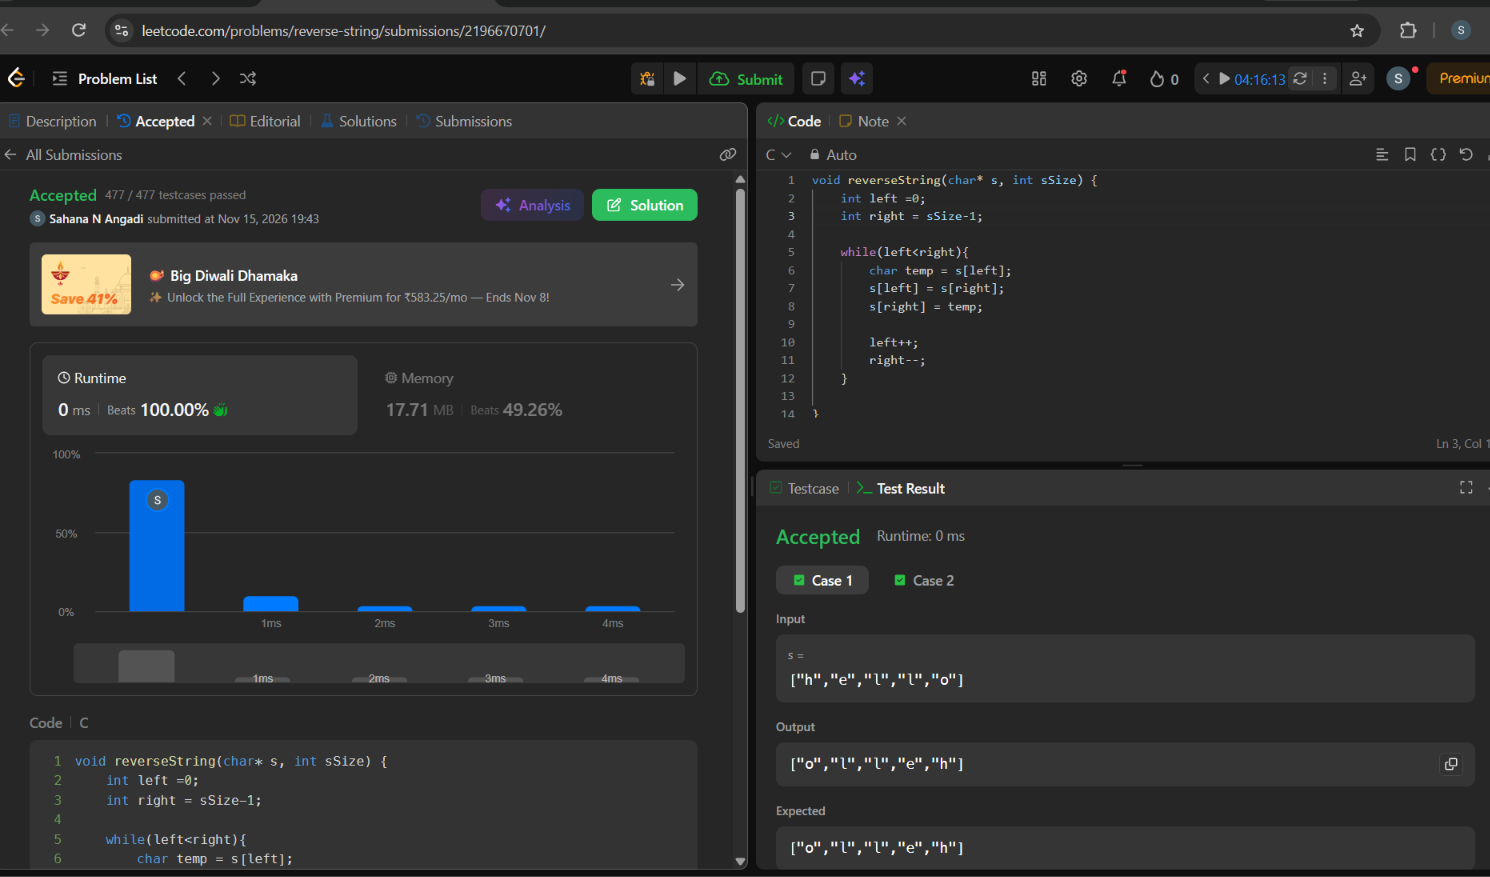 leetcode.com/problems/reverse-string/submissions/2196670701/
S
Problem List
Submit
0
04:16:13
S
Premium
Description
Accepted
Editorial
Solutions
Submissions
All Submissions
Accepted 477 / 477 testcases passed
S Sahana N Angadi submitted at Nov 15, 2026 19:43
Analysis
Solution
Save 41%
Big Diwali Dhamaka
Unlock the Full Experience with Premium for ₹583.25/mo — Ends Nov 8!
Runtime
0 ms Beats 100.00%
Memory
17.71 MB Beats 49.26%
100%
50%
0%
S
1ms 2ms 3ms 4ms
1ms 2ms 3ms 4ms
Code C
1 void reverseString(char* s, int sSize) {
2 int left =0;
3 int right = sSize-1;
4
5 while(left<right){
6 char temp = s[left];
</> Code
Note
C
Auto
1 void reverseString(char* s, int sSize) {
2 int left =0;
3 int right = sSize-1;
4
5 while(left<right){
6 char temp = s[left];
7 s[left] = s[right];
8 s[right] = temp;
9
10 left++;
11 right--;
12 }
13
14 }
Saved
Ln 3, Col 1
Testcase
>_ Test Result
Accepted Runtime: 0 ms
Case 1
Case 2
Input
s =
["h","e","l","l","o"]
Output
["o","l","l","e","h"]
Expected
["o","l","l","e","h"]